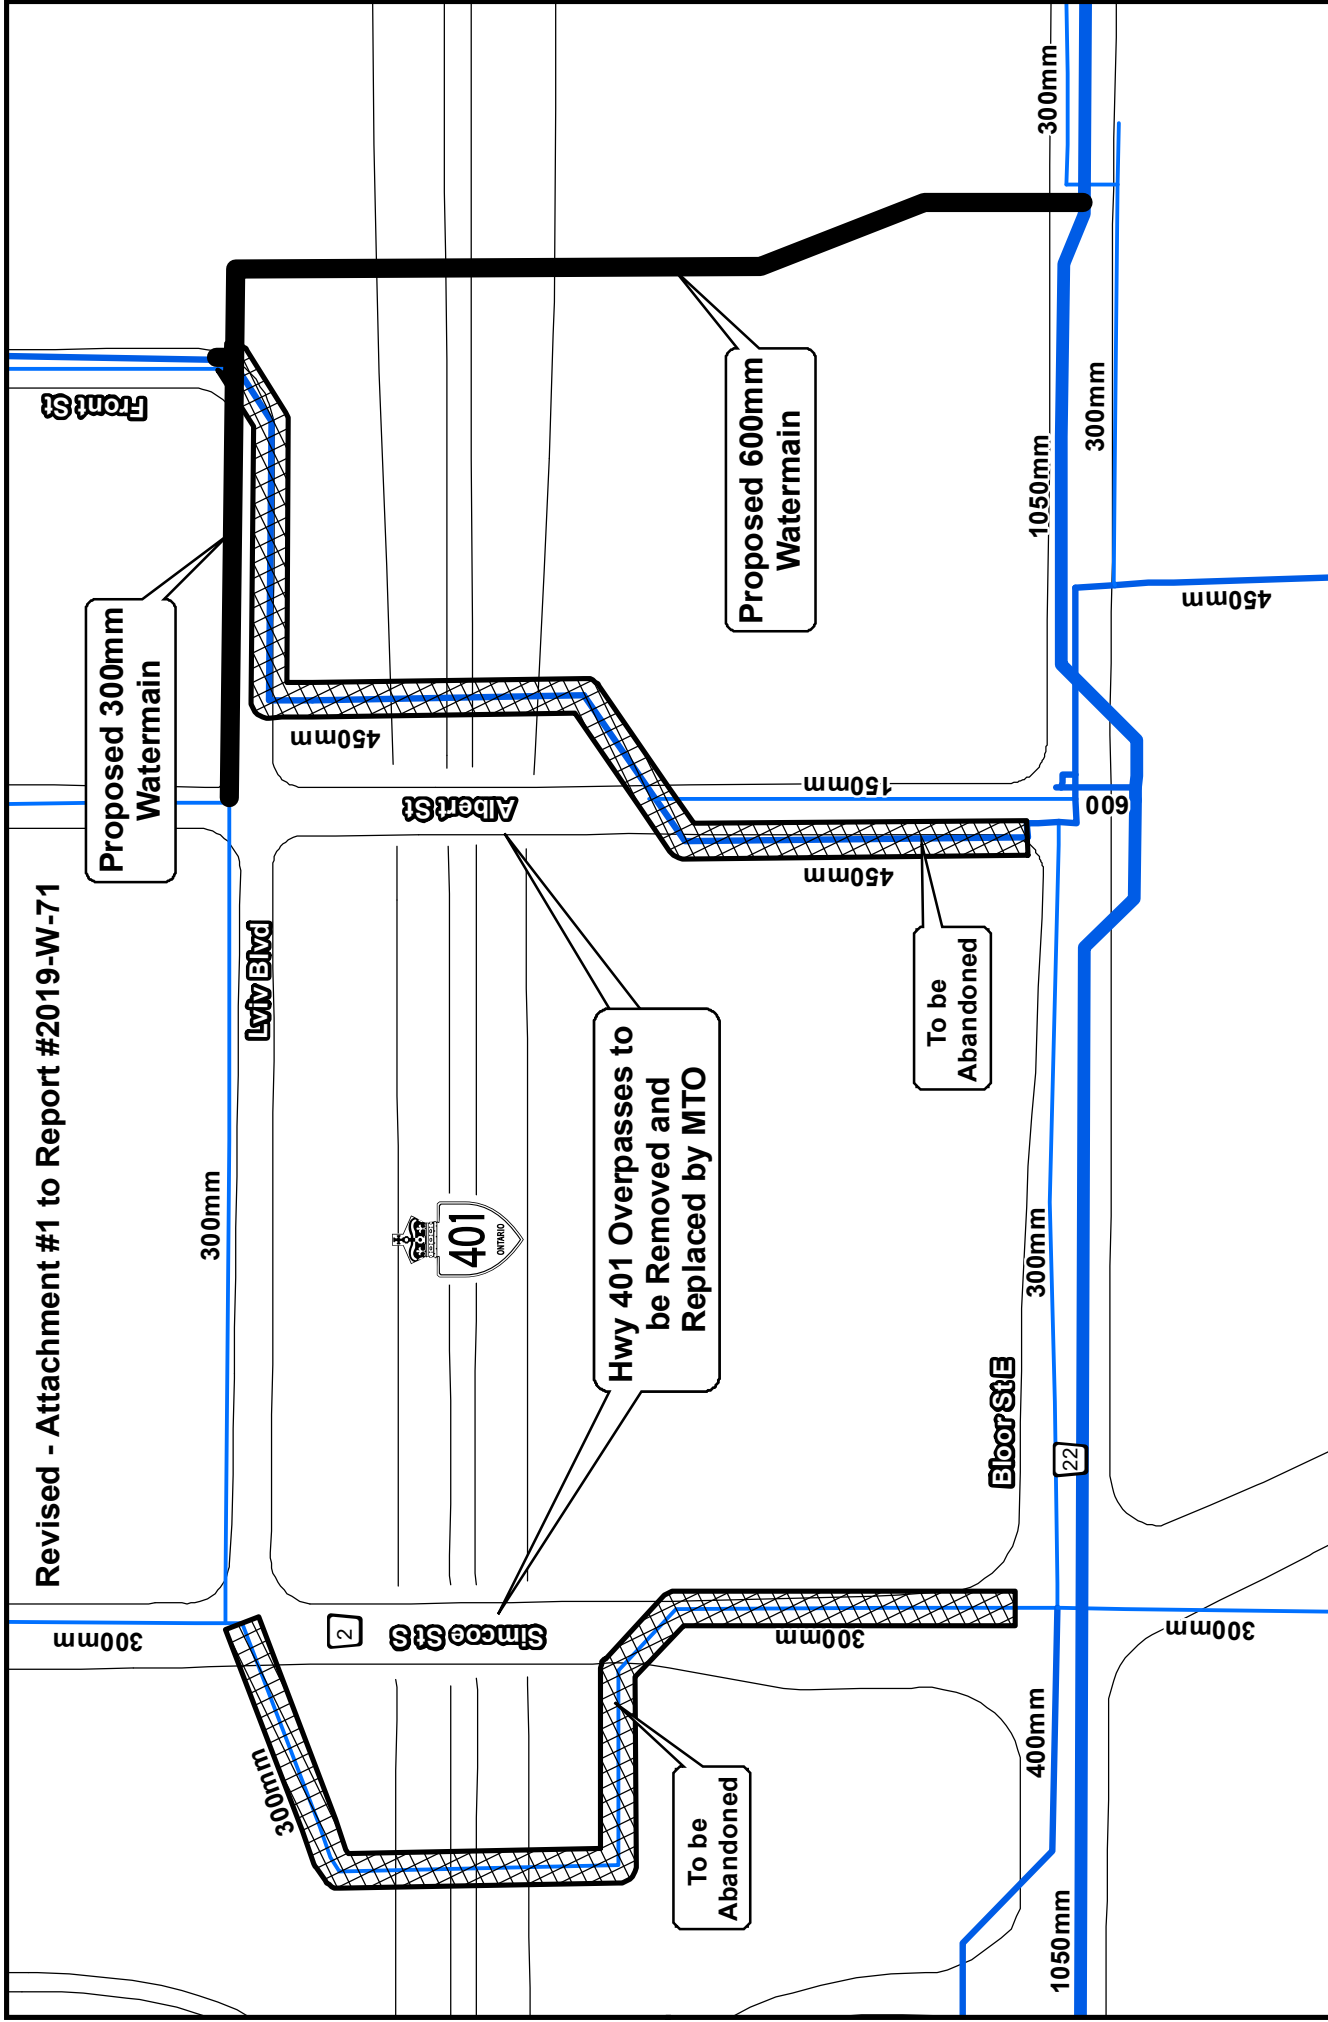 Revised - Attachment #1 to Report #2019-W-71
Proposed 300mm
Watermain
Front St
300mm
300mm
Lviv Blvd
2
Simcoe St S
300mm
401
ONTARIO
Albert St
450mm
Hwy 401 Overpasses to
be Removed and
Replaced by MTO
Proposed 600mm
Watermain
To be
Abandoned
300mm
450mm
150mm
To be
Abandoned
Bloor St E
22
400mm
300mm
1050mm
300mm
1050mm
600
300mm
300mm
450mm